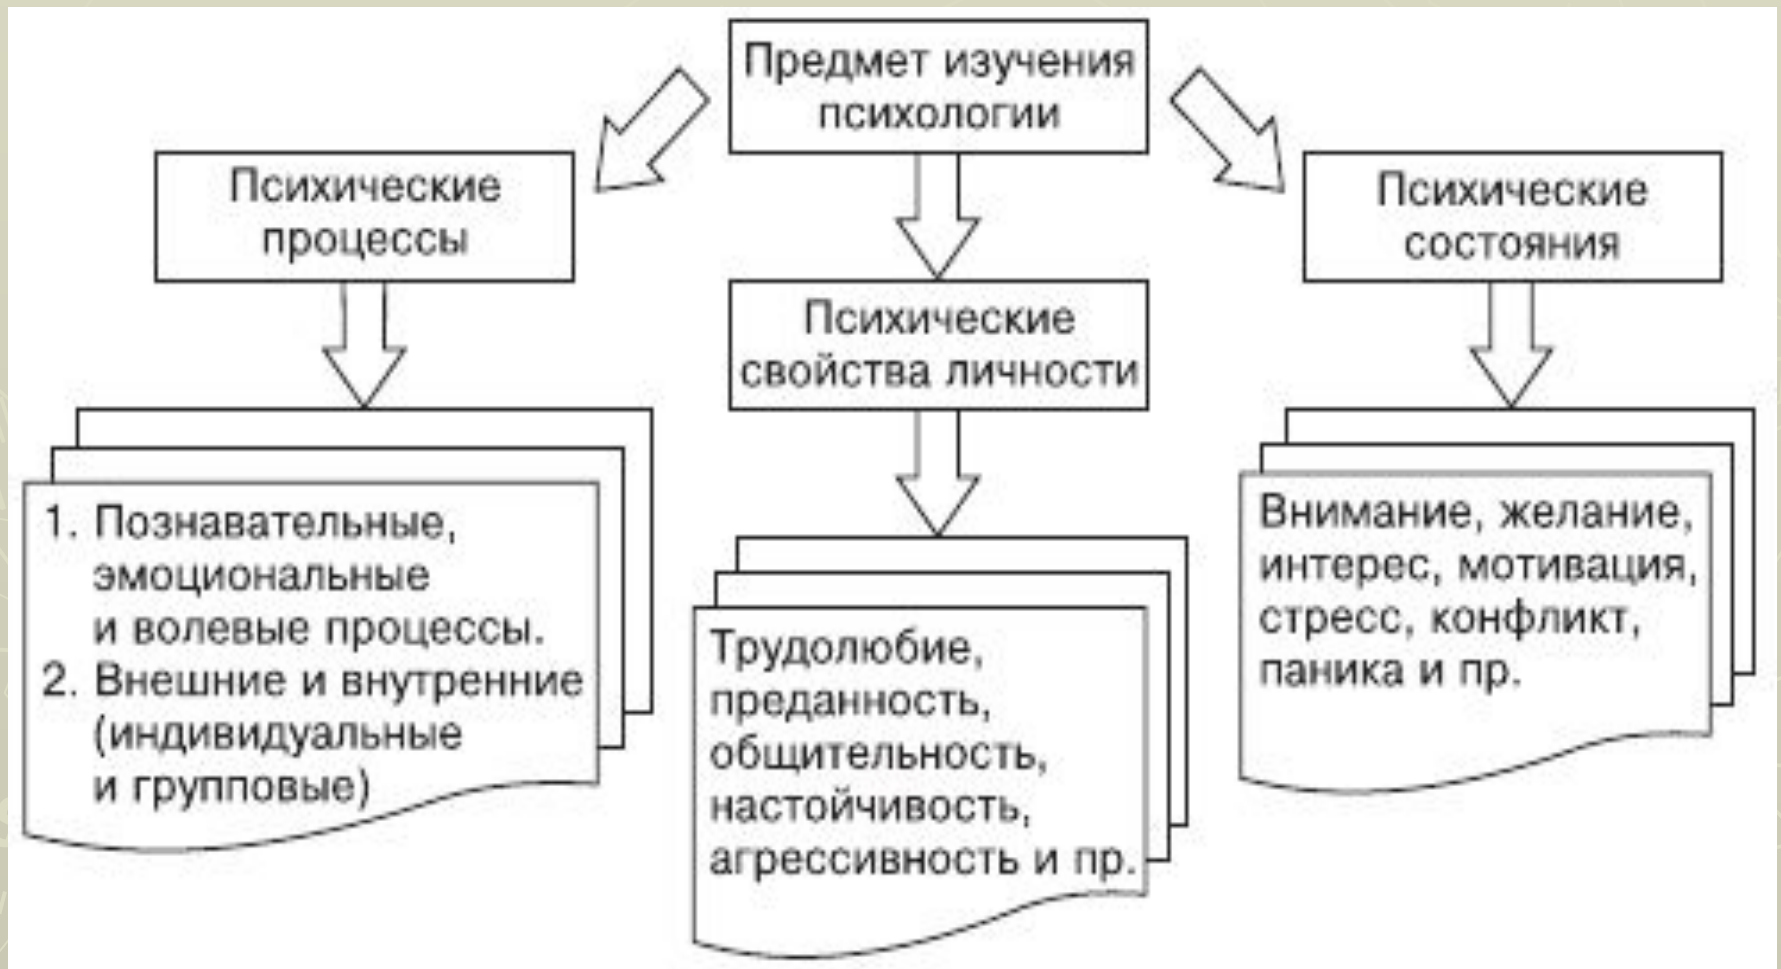 Предмет изучения
психологии
Психические
процессы
Психические
свойства личности
Психические
состояния
1. Познавательные,
эмоциональные
и волевые процессы.
2. Внешние и внутренние
(индивидуальные
и групповые)
Трудолюбие,
преданность,
общительность,
настойчивость,
агрессивность и пр.
Внимание, желание,
интерес, мотивация,
стресс, конфликт,
паника и пр.